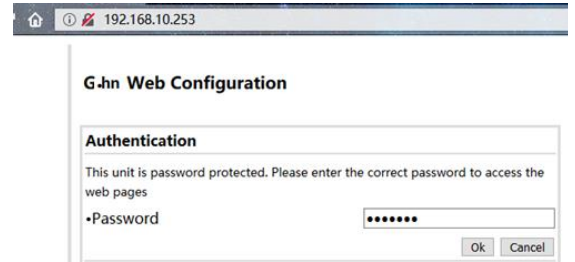 192.168.10.253
G.hn Web Configuration
Authentication
This unit is password protected. Please enter the correct password to access the
web pages
•Password •••••••
Ok Cancel